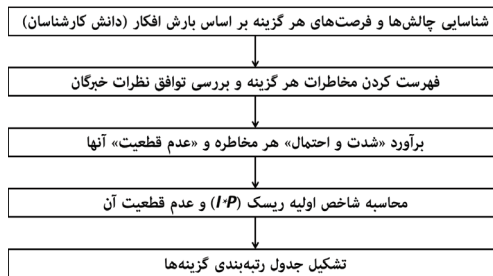 شناسایی چالش‌ها و فرصت‌های هر گزینه بر اساس بارش افکار (دانش کارشناسان)
فهرست کردن مخاطرات هر گزینه و بررسی توافق نظرات خبرگان
برآورد «شدت و احتمال» هر مخاطره و «عدم قطعیت» آنها
محاسبه شاخص اولیه ریسک (I*P) و عدم قطعیت آن
تشکیل جدول رتبه‌بندی گزینه‌ها